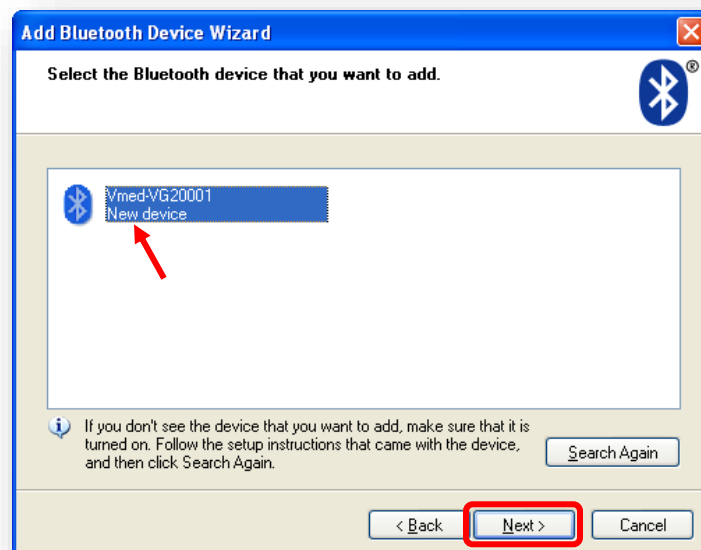 Add Bluetooth Device Wizard
Select the Bluetooth device that you want to add.
®
Vmed-VG20001
New device
If you don't see the device that you want to add, make sure that it is
turned on. Follow the setup instructions that came with the device,
and then click Search Again.
Search Again
< Back
Next >
Cancel